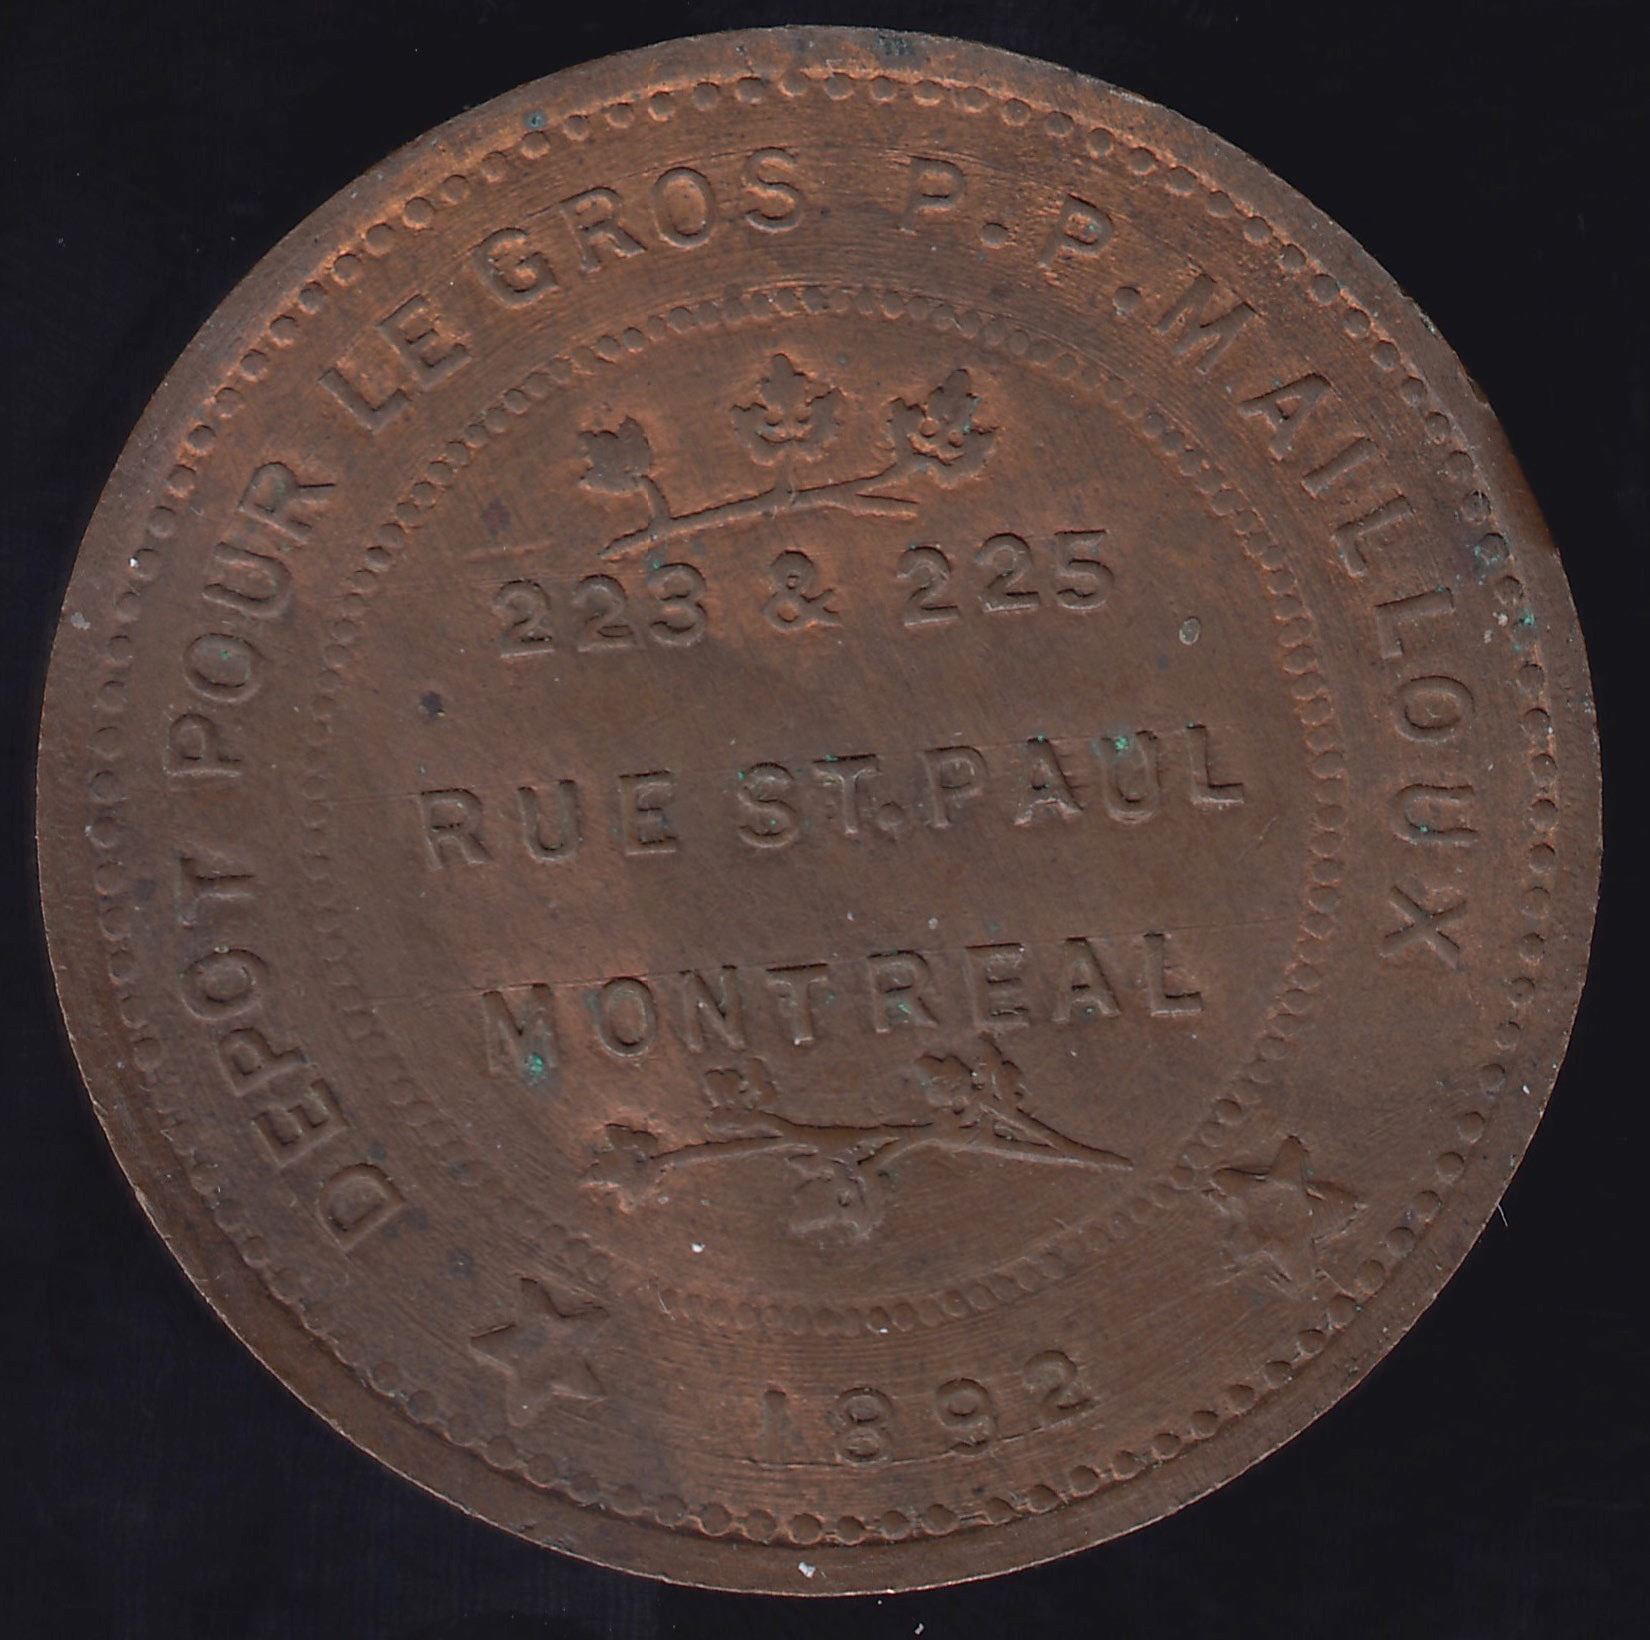 DEPOT POUR LE GROS P.P.MAILLOUX
223 & 225
RUE ST.PAUL
MONTREAL
1892